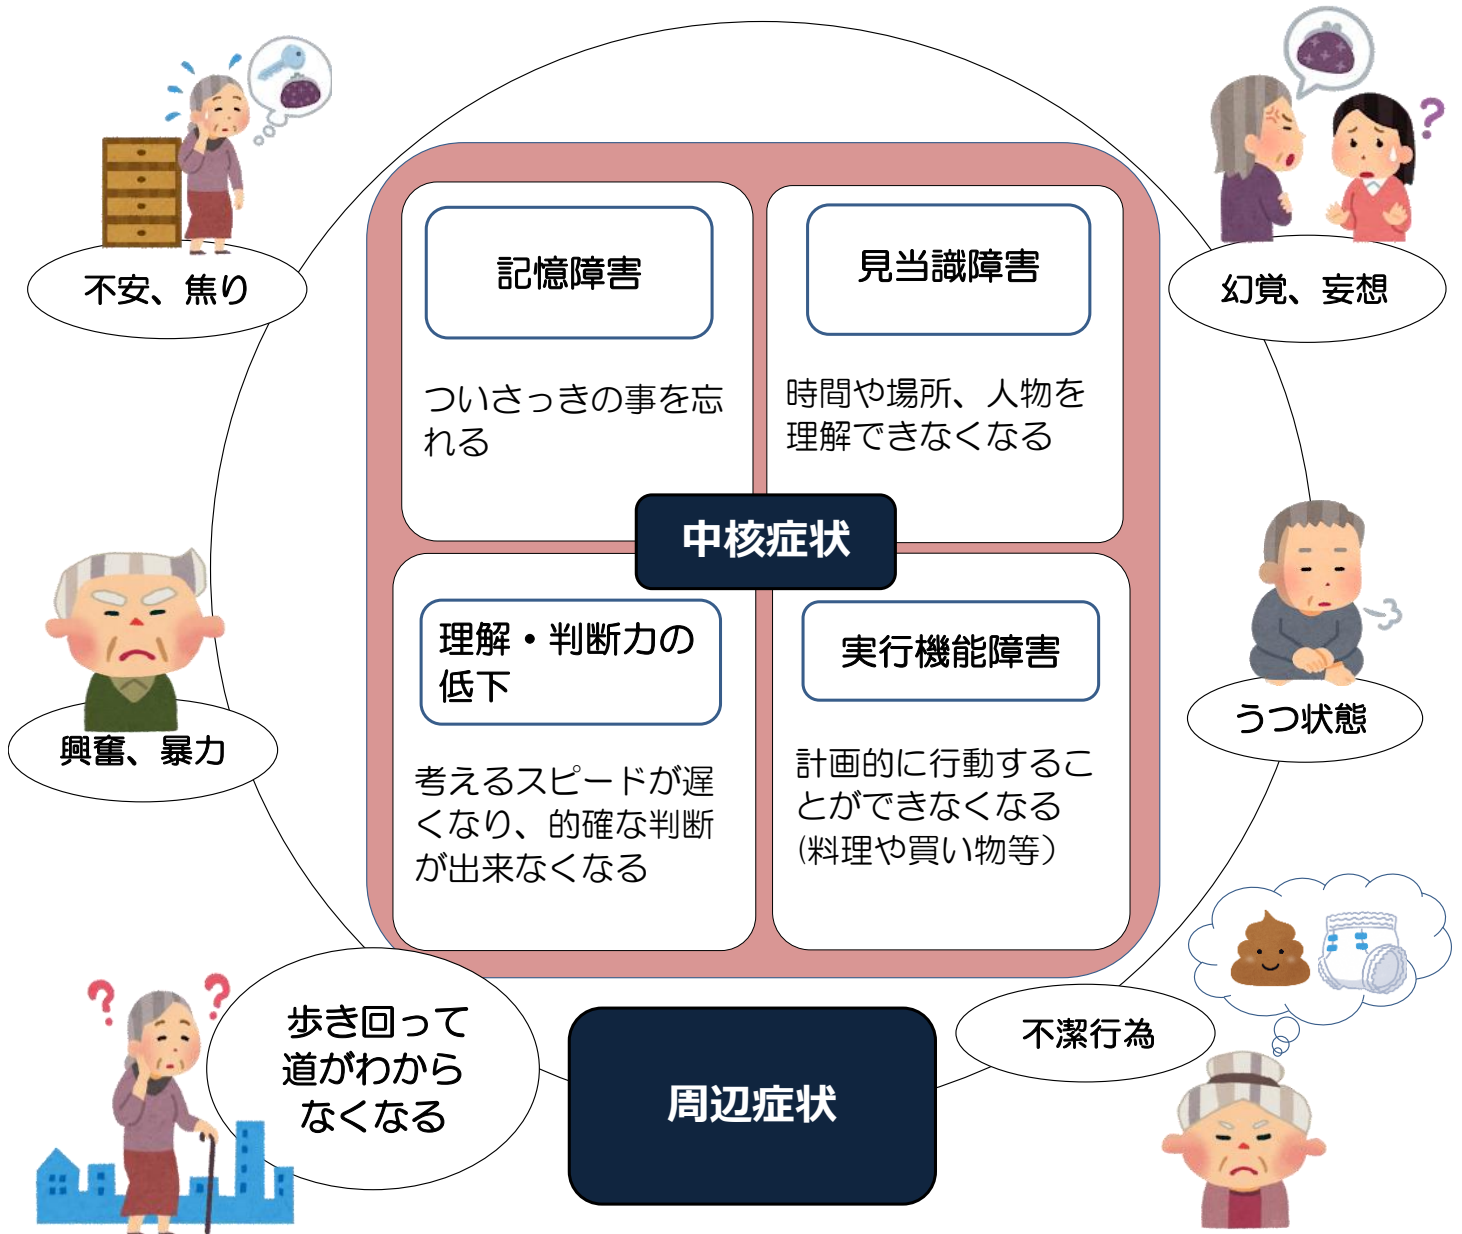 不安、焦り
幻覚、妄想
記憶障害
見当識障害
ついさっきの事を忘
れる
時間や場所、人物を
理解できなくなる
中核症状
理解・判断力の
低下
実行機能障害
考えるスピードが遅
くなり、的確な判断
が出来なくなる
計画的に行動するこ
とができなくなる
(料理や買い物等）
興奮、暴力
うつ状態
歩き回って
道がわから
なくなる
周辺症状
不潔行為